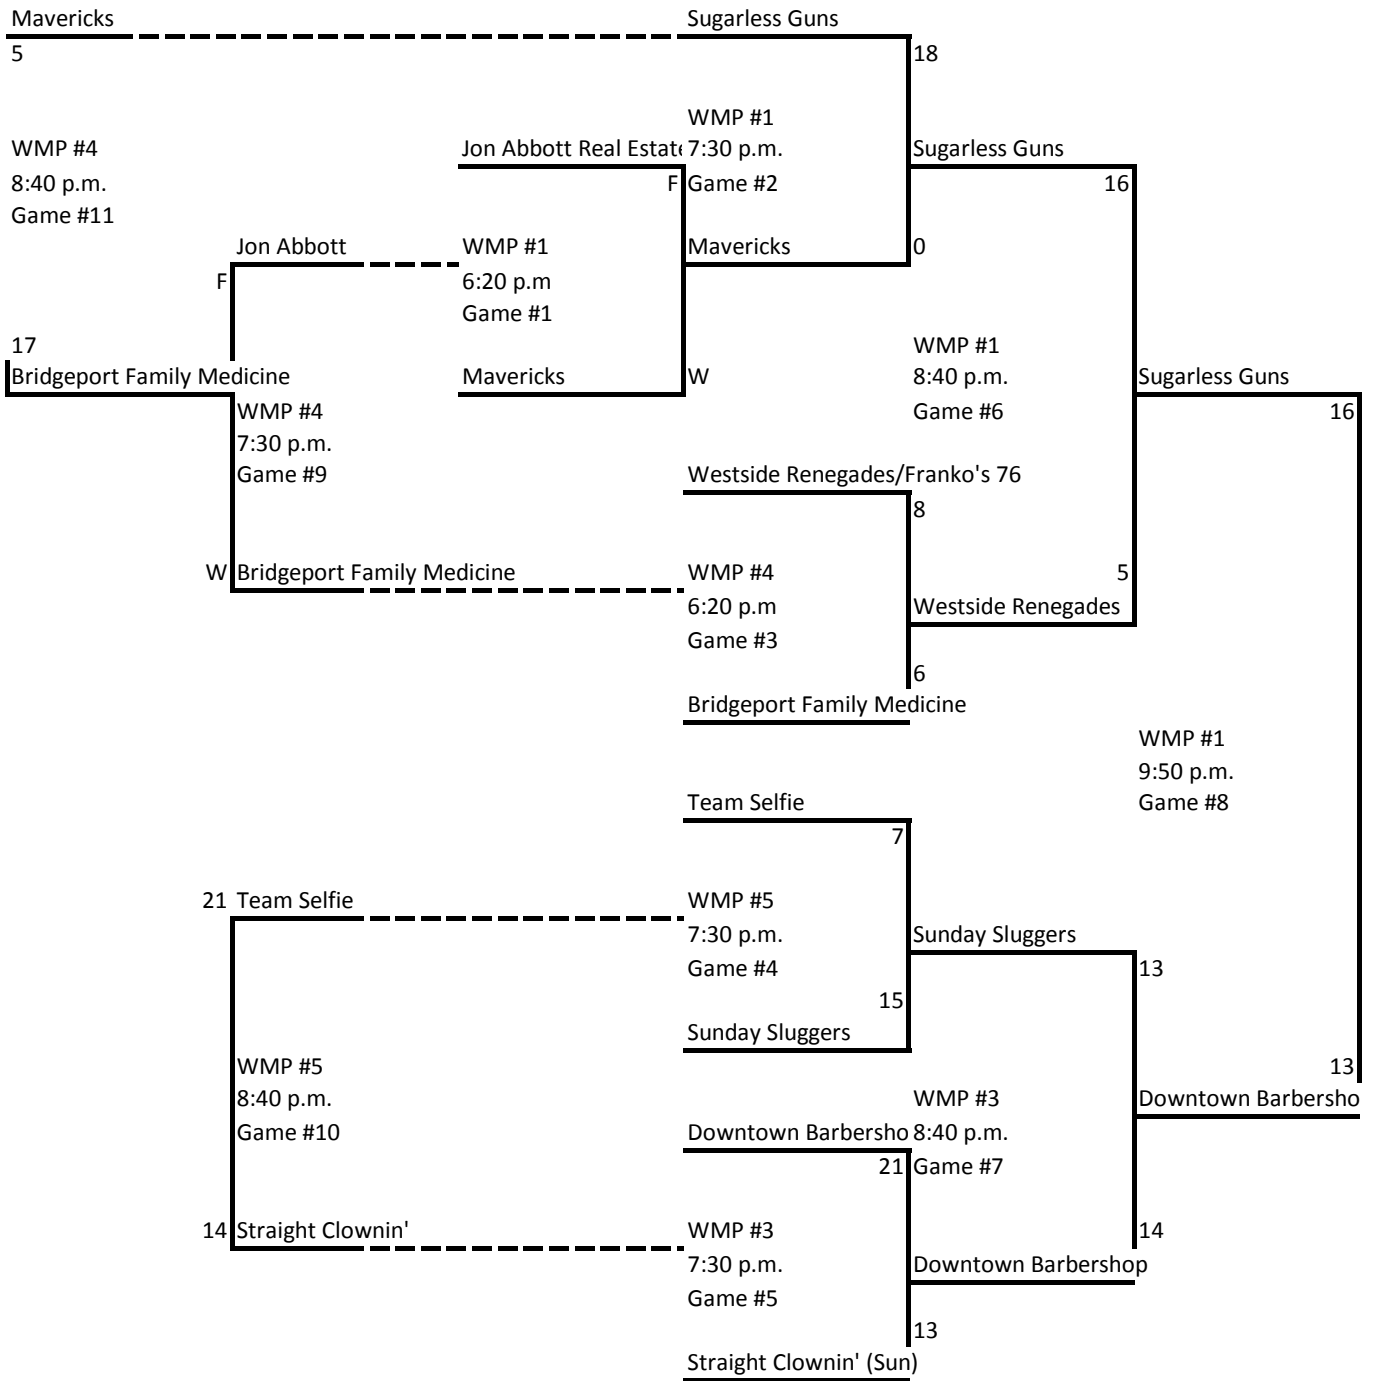 Mavericks
Sugarless Guns
5
18
WMP #1
WMP #4
Jon Abbott Real Estate
7:30 p.m.
Sugarless Guns
8:40 p.m.
F
Game #2
16
Game #11
Jon Abbott
WMP #1
Mavericks
0
F
6:20 p.m
Game #1
17
WMP #1
Bridgeport Family Medicine
Mavericks
W
8:40 p.m.
Sugarless Guns
WMP #4
Game #6
16
7:30 p.m.
Game #9
Westside Renegades/Franko's 76
8
W
Bridgeport Family Medicine
WMP #4
5
6:20 p.m
Westside Renegades
Game #3
6
Bridgeport Family Medicine
WMP #1
9:50 p.m.
Team Selfie
Game #8
7
21
Team Selfie
WMP #5
7:30 p.m.
Sunday Sluggers
Game #4
13
15
Sunday Sluggers
WMP #5
13
8:40 p.m.
WMP #3
Downtown Barbersho
Game #10
Downtown Barbersho
8:40 p.m.
21
Game #7
14
Straight Clownin'
WMP #3
14
7:30 p.m.
Downtown Barbershop
Game #5
13
Straight Clownin' (Sun)